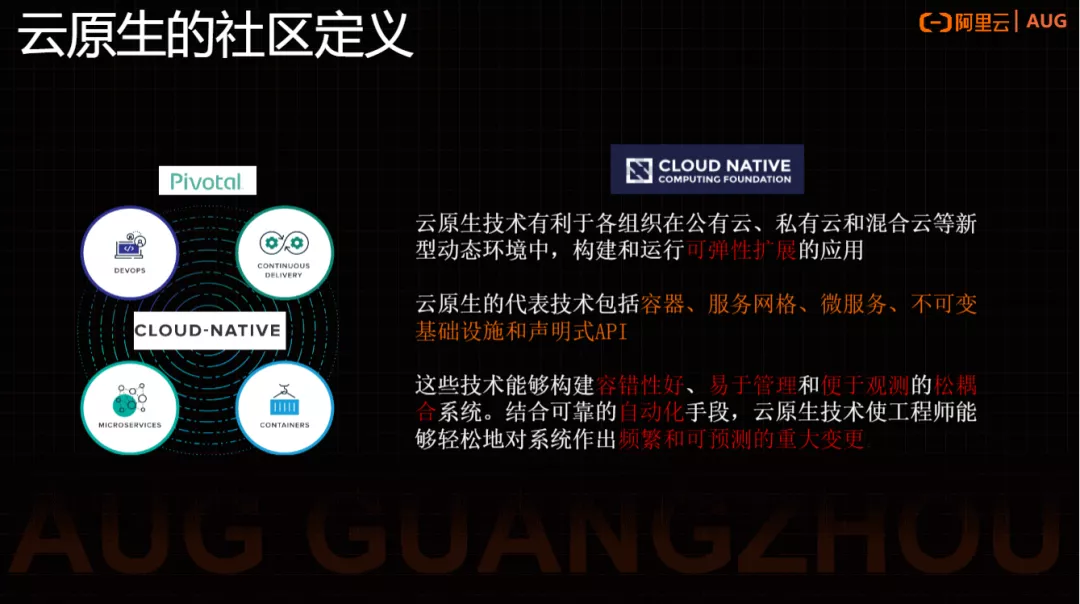 云原生的社区定义
阿里云 | AUG
Pivotal
DEVOPS
CONTINUOUS
DELIVERY
CLOUD-NATIVE
MICROSERVICES
CONTAINERS
CLOUD NATIVE
COMPUTING FOUNDATION
云原生技术有利于各组织在公有云、私有云和混合云等新
型动态环境中，构建和运行可弹性扩展的应用
云原生的代表技术包括容器、服务网格、微服务、不可变
基础设施和声明式API
这些技术能够构建容错性好、易于管理和便于观测的松耦
合系统。结合可靠的自动化手段，云原生技术使工程师能
够轻松地对系统作出频繁和可预测的重大变更
AUG GUANGZHOU